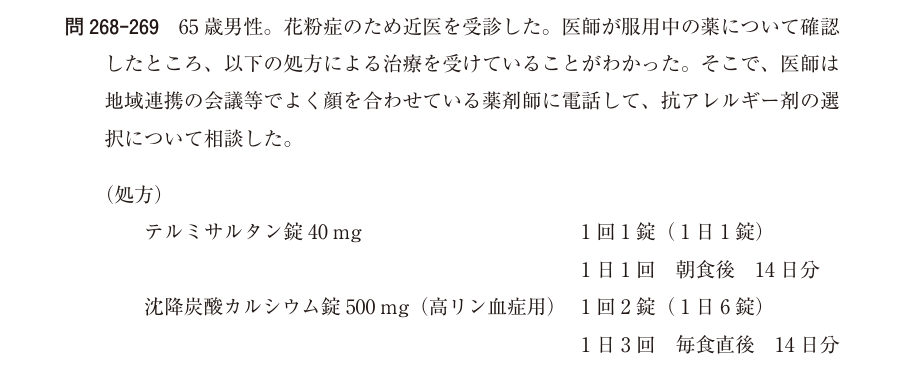 問 268-269　65 歳男性。花粉症のため近医を受診した。医師が服用中の薬について確認
したところ、以下の処方による治療を受けていることがわかった。そこで、医師は
地域連携の会議等でよく顔を合わせている薬剤師に電話して、抗アレルギー剤の選
択について相談した。
（処方）
テルミサルタン錠 40 mg　1 回 1 錠（1 日 1 錠）
1 日 1 回　朝食後　14 日分
沈降炭酸カルシウム錠 500 mg（高リン血症用）　1 回 2 錠（1 日 6 錠）
1 日 3 回　毎食直後　14 日分